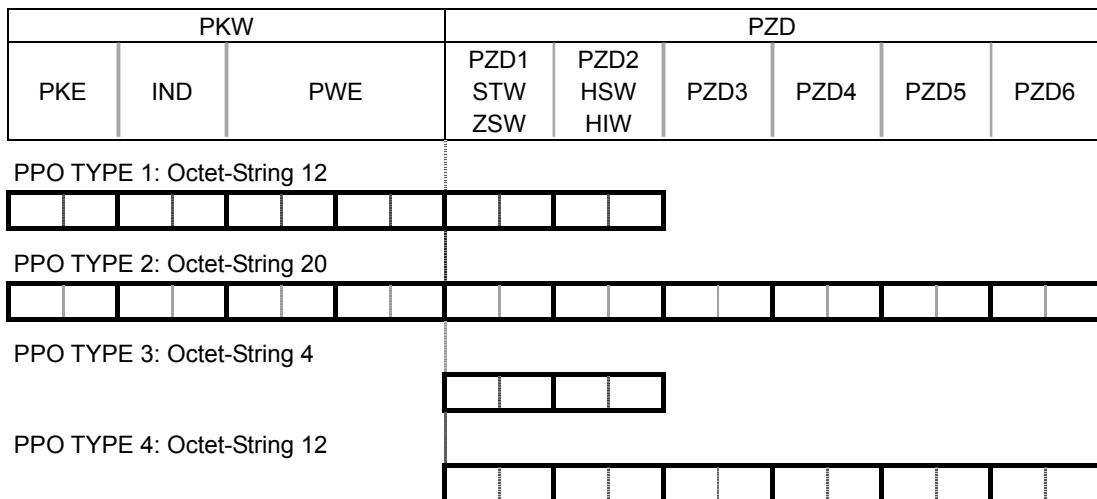 PKW PZD
PKE IND PWE PZD1 STW ZSW PZD2 HSW HIW PZD3 PZD4 PZD5 PZD6
PPO TYPE 1: Octet-String 12
PPO TYPE 2: Octet-String 20
PPO TYPE 3: Octet-String 4
PPO TYPE 4: Octet-String 12